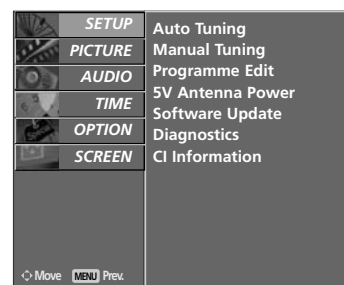 SETUP
PICTURE
AUDIO
TIME
OPTION
SCREEN
Auto Tuning
Manual Tuning
Programme Edit
5V Antenna Power
Software Update
Diagnostics
CI Information
Move MENU Prev.